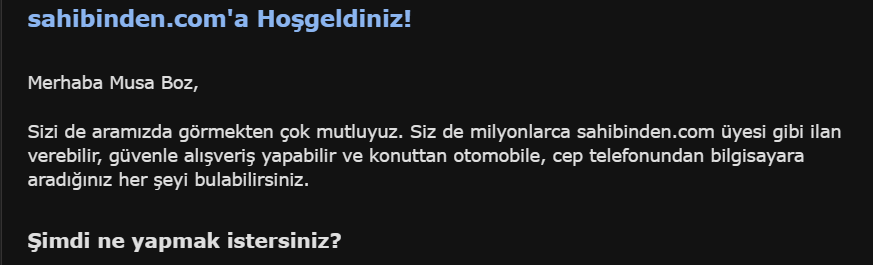 sahibinden.com'a Hoşgeldiniz!
Merhaba Musa Boz,
Sizi de aramızda görmekten çok mutluyuz. Siz de milyonlarca sahibinden.com üyesi gibi ilan
verebilir, güvenle alışveriş yapabilir ve konuttan otomobile, cep telefonundan bilgisayara
aradığınız her şeyi bulabilirsiniz.
Şimdi ne yapmak istersiniz?